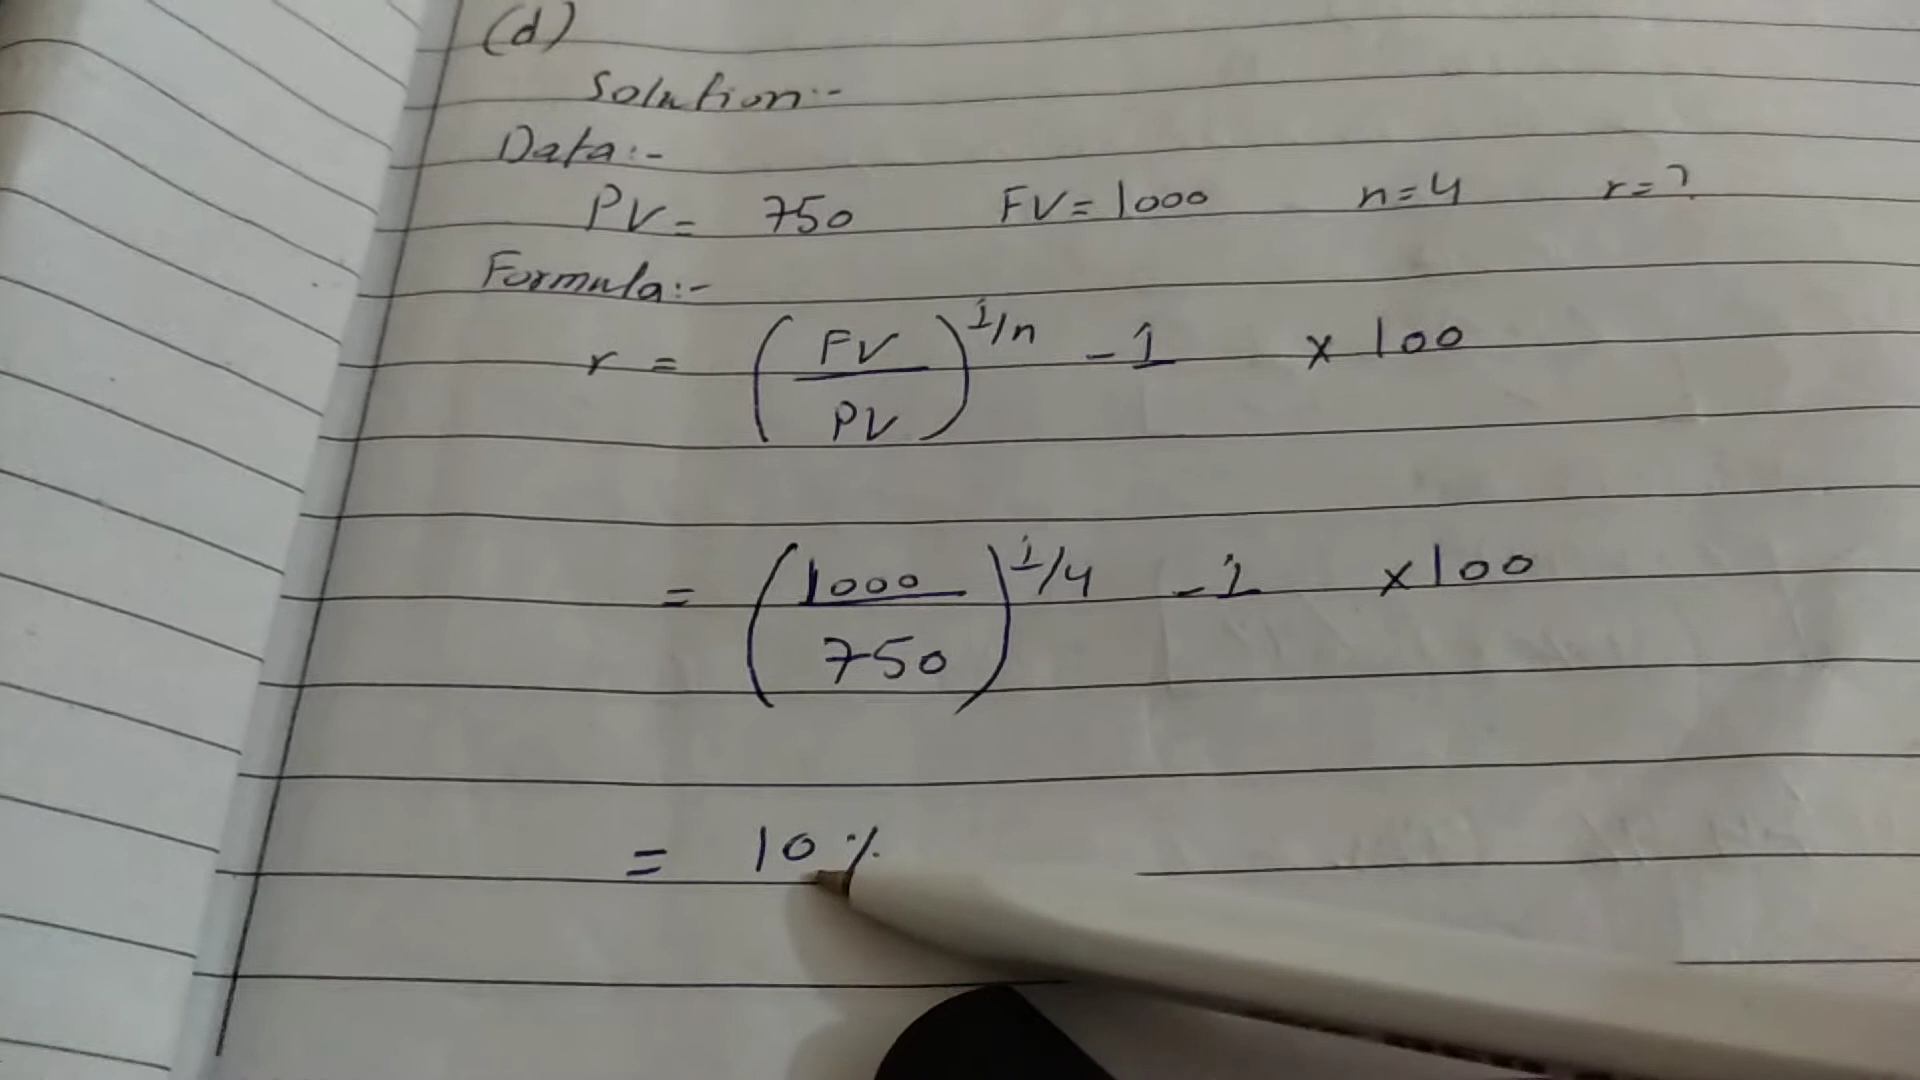 (d)
Solution:-
Data:-
PV = 750 FV = 1000 n=4 r=?
Formula:-
r = (FV/PV)^1/n - 1 x 100
= (1000/750)^1/4 - 1 x 100
= 10%